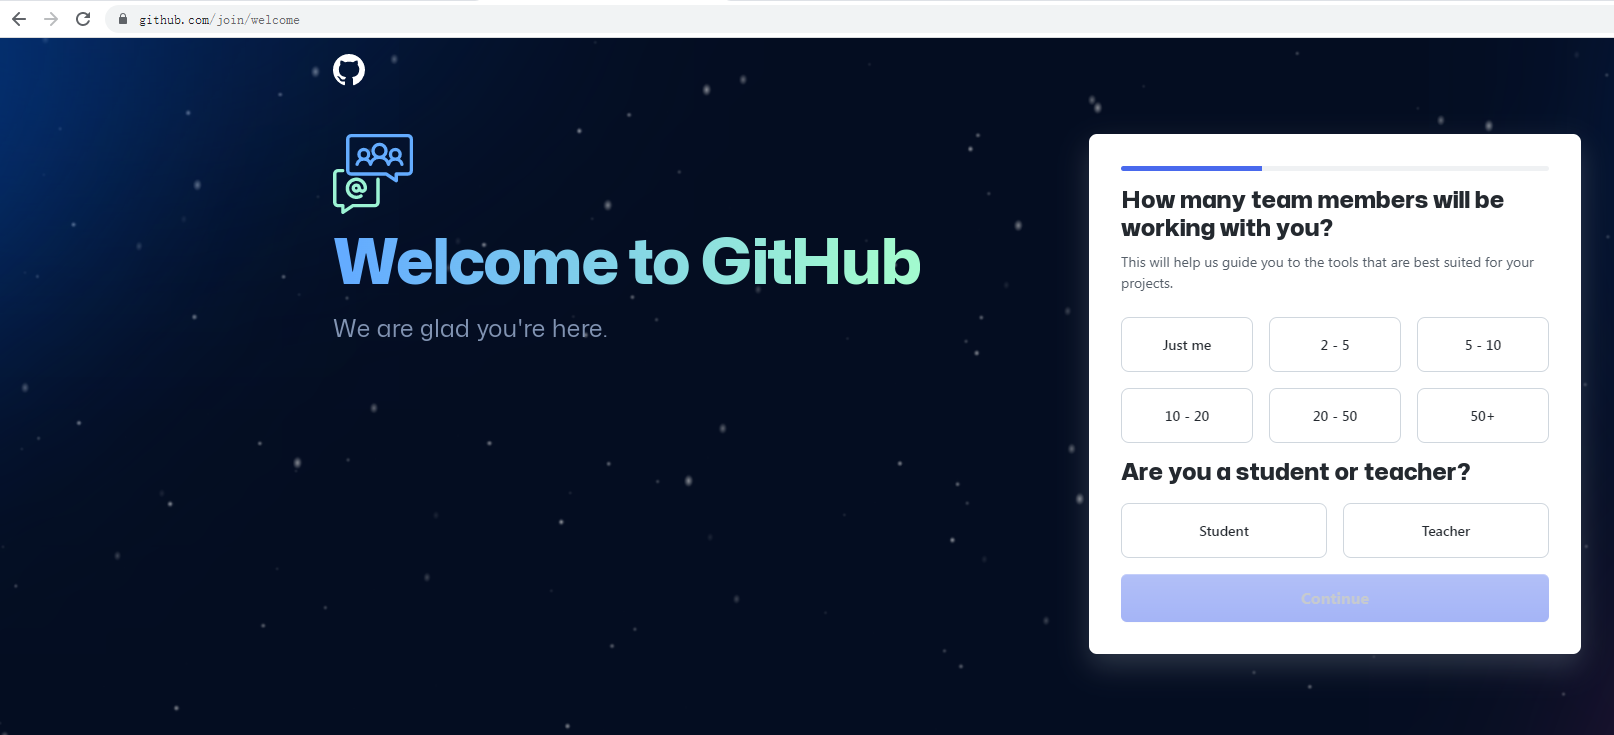 github.com/join/welcome
@
Welcome to GitHub
We are glad you're here.
How many team members will be
working with you?
This will help us guide you to the tools that are best suited for your
projects.
Just me
2 - 5
5 - 10
10 - 20
20 - 50
50+
Are you a student or teacher?
Student
Teacher
Continue